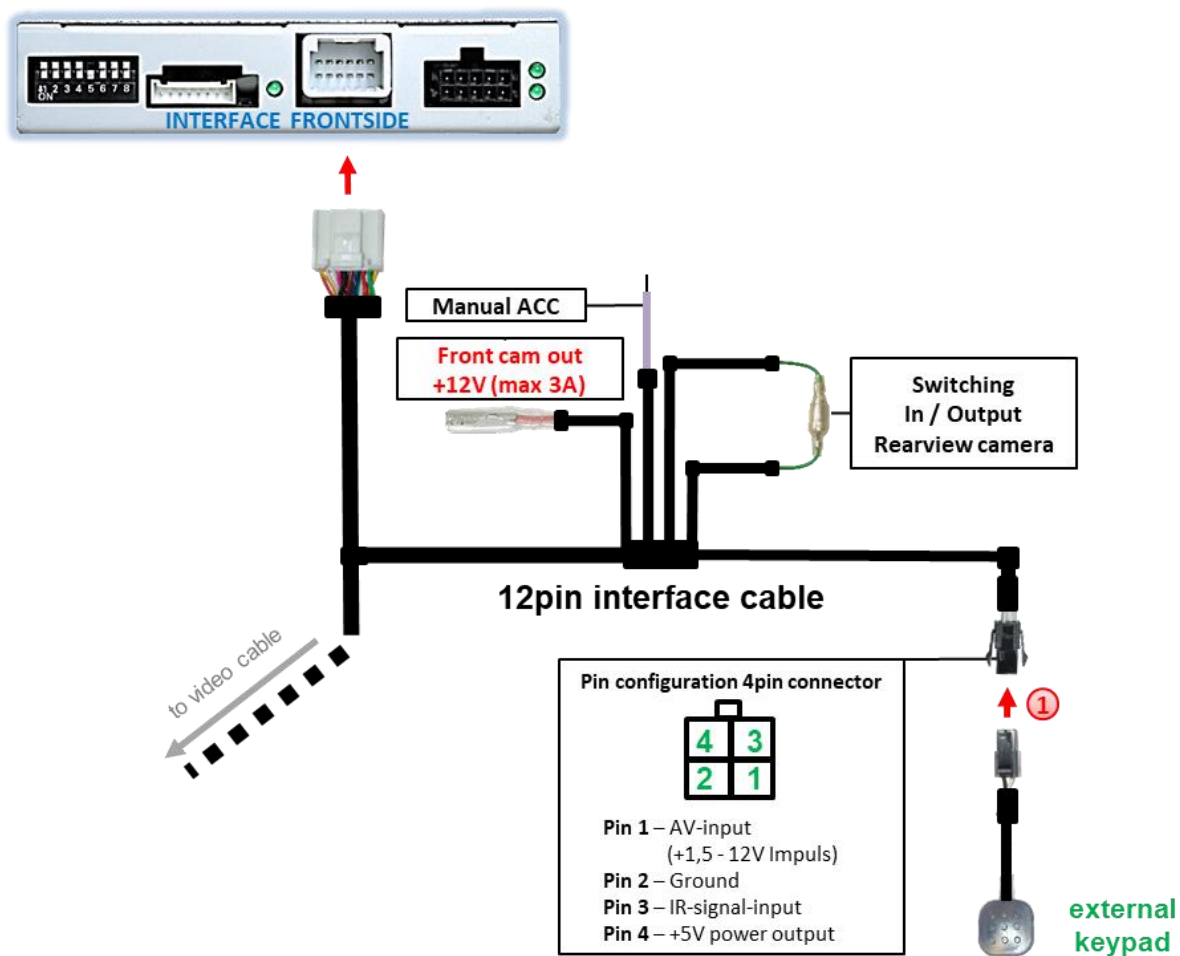 1 2 3 4 5 6 7 8
ON
INTERFACE FRONTSIDE
Manual ACC
Front cam out
+12V (max 3A)
Switching
In / Output
Rearview camera
12pin interface cable
to video cable
Pin configuration 4pin connector
4 3
2 1
Pin 1 – AV-input
(+1,5 - 12V Impuls)
Pin 2 – Ground
Pin 3 – IR-signal-input
Pin 4 – +5V power output
1
external
keypad